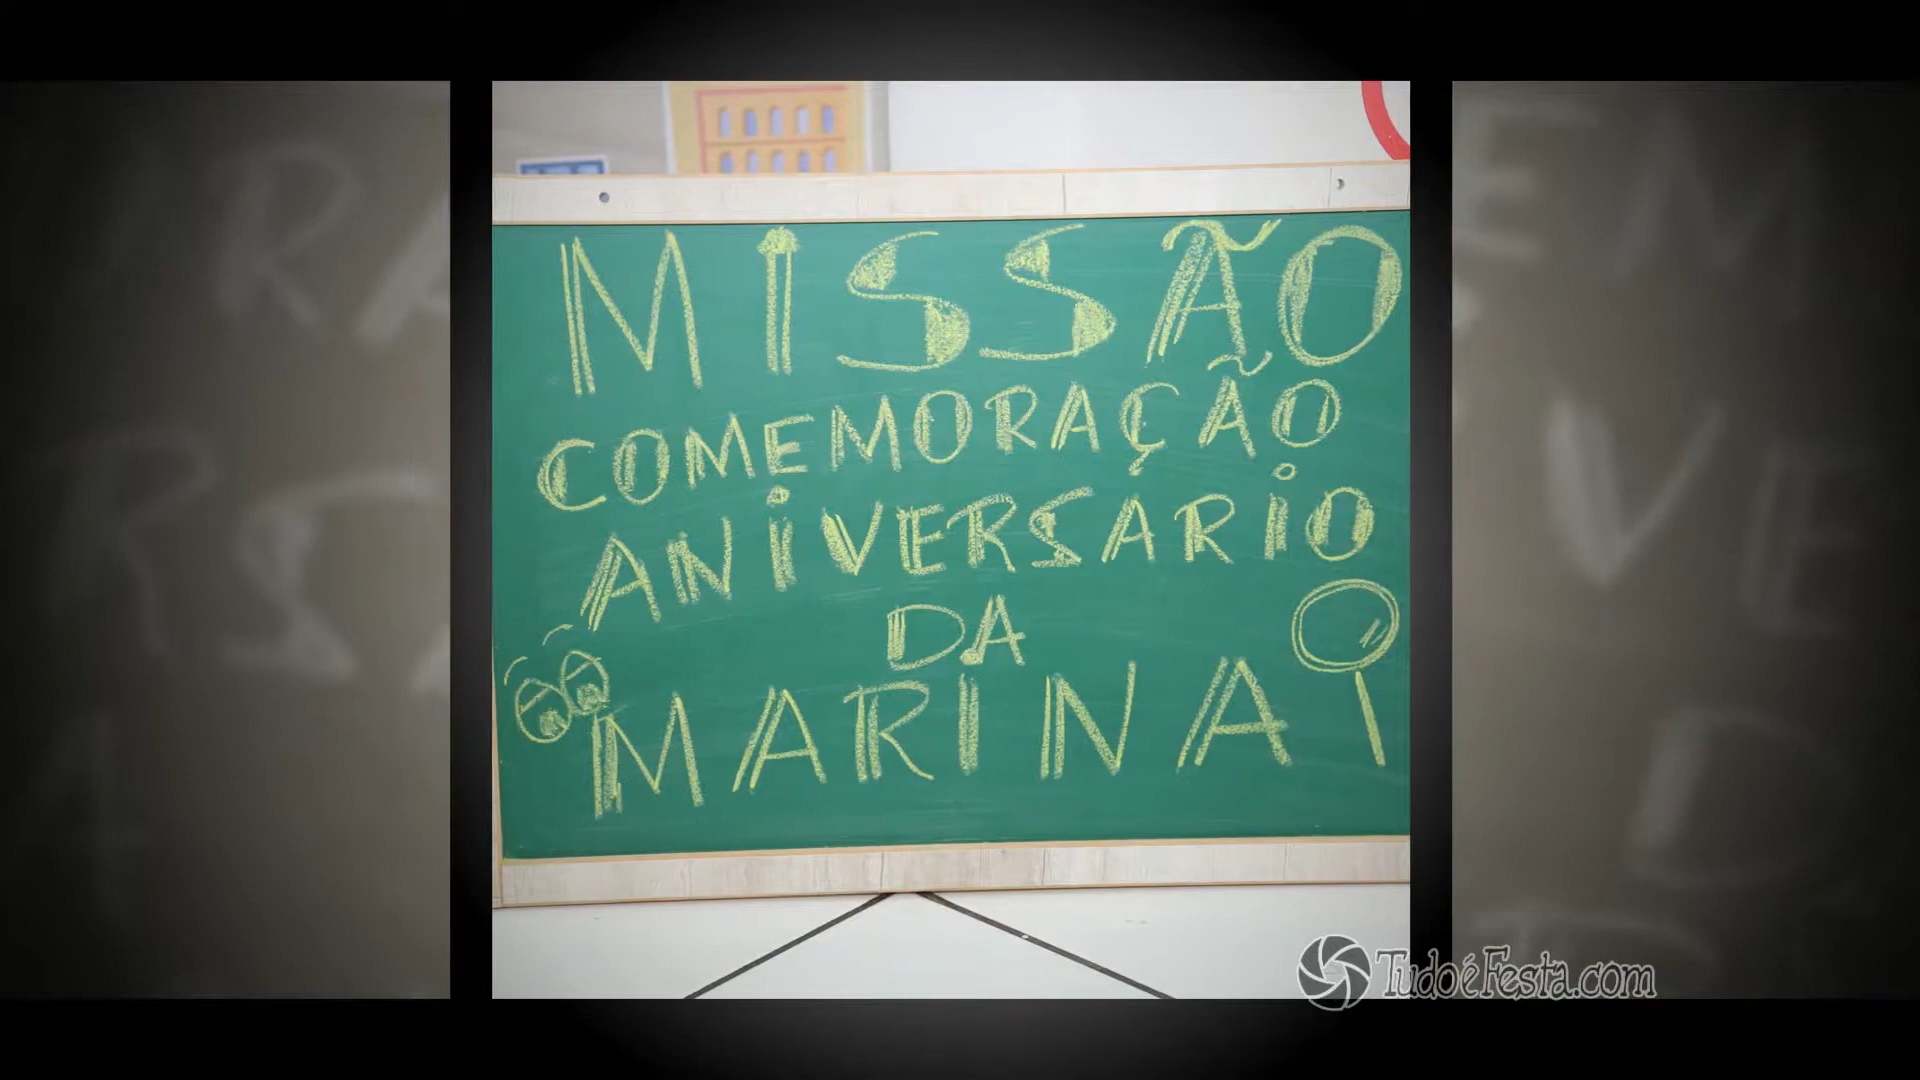 MISSÃO
COMEMORAÇÃO
ANIVERSARIO
DA
MARINA
TudoéFesta.com